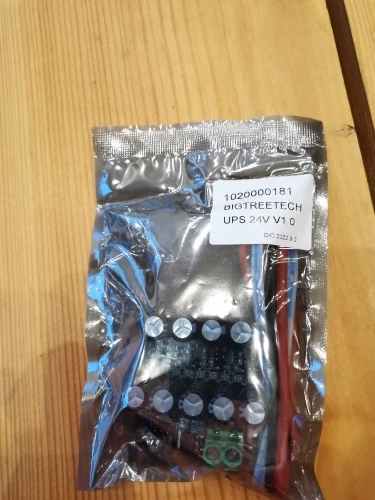 1020000181
BIGTREETECH
UPS 24V V1.0
D/C: 2022.9.2